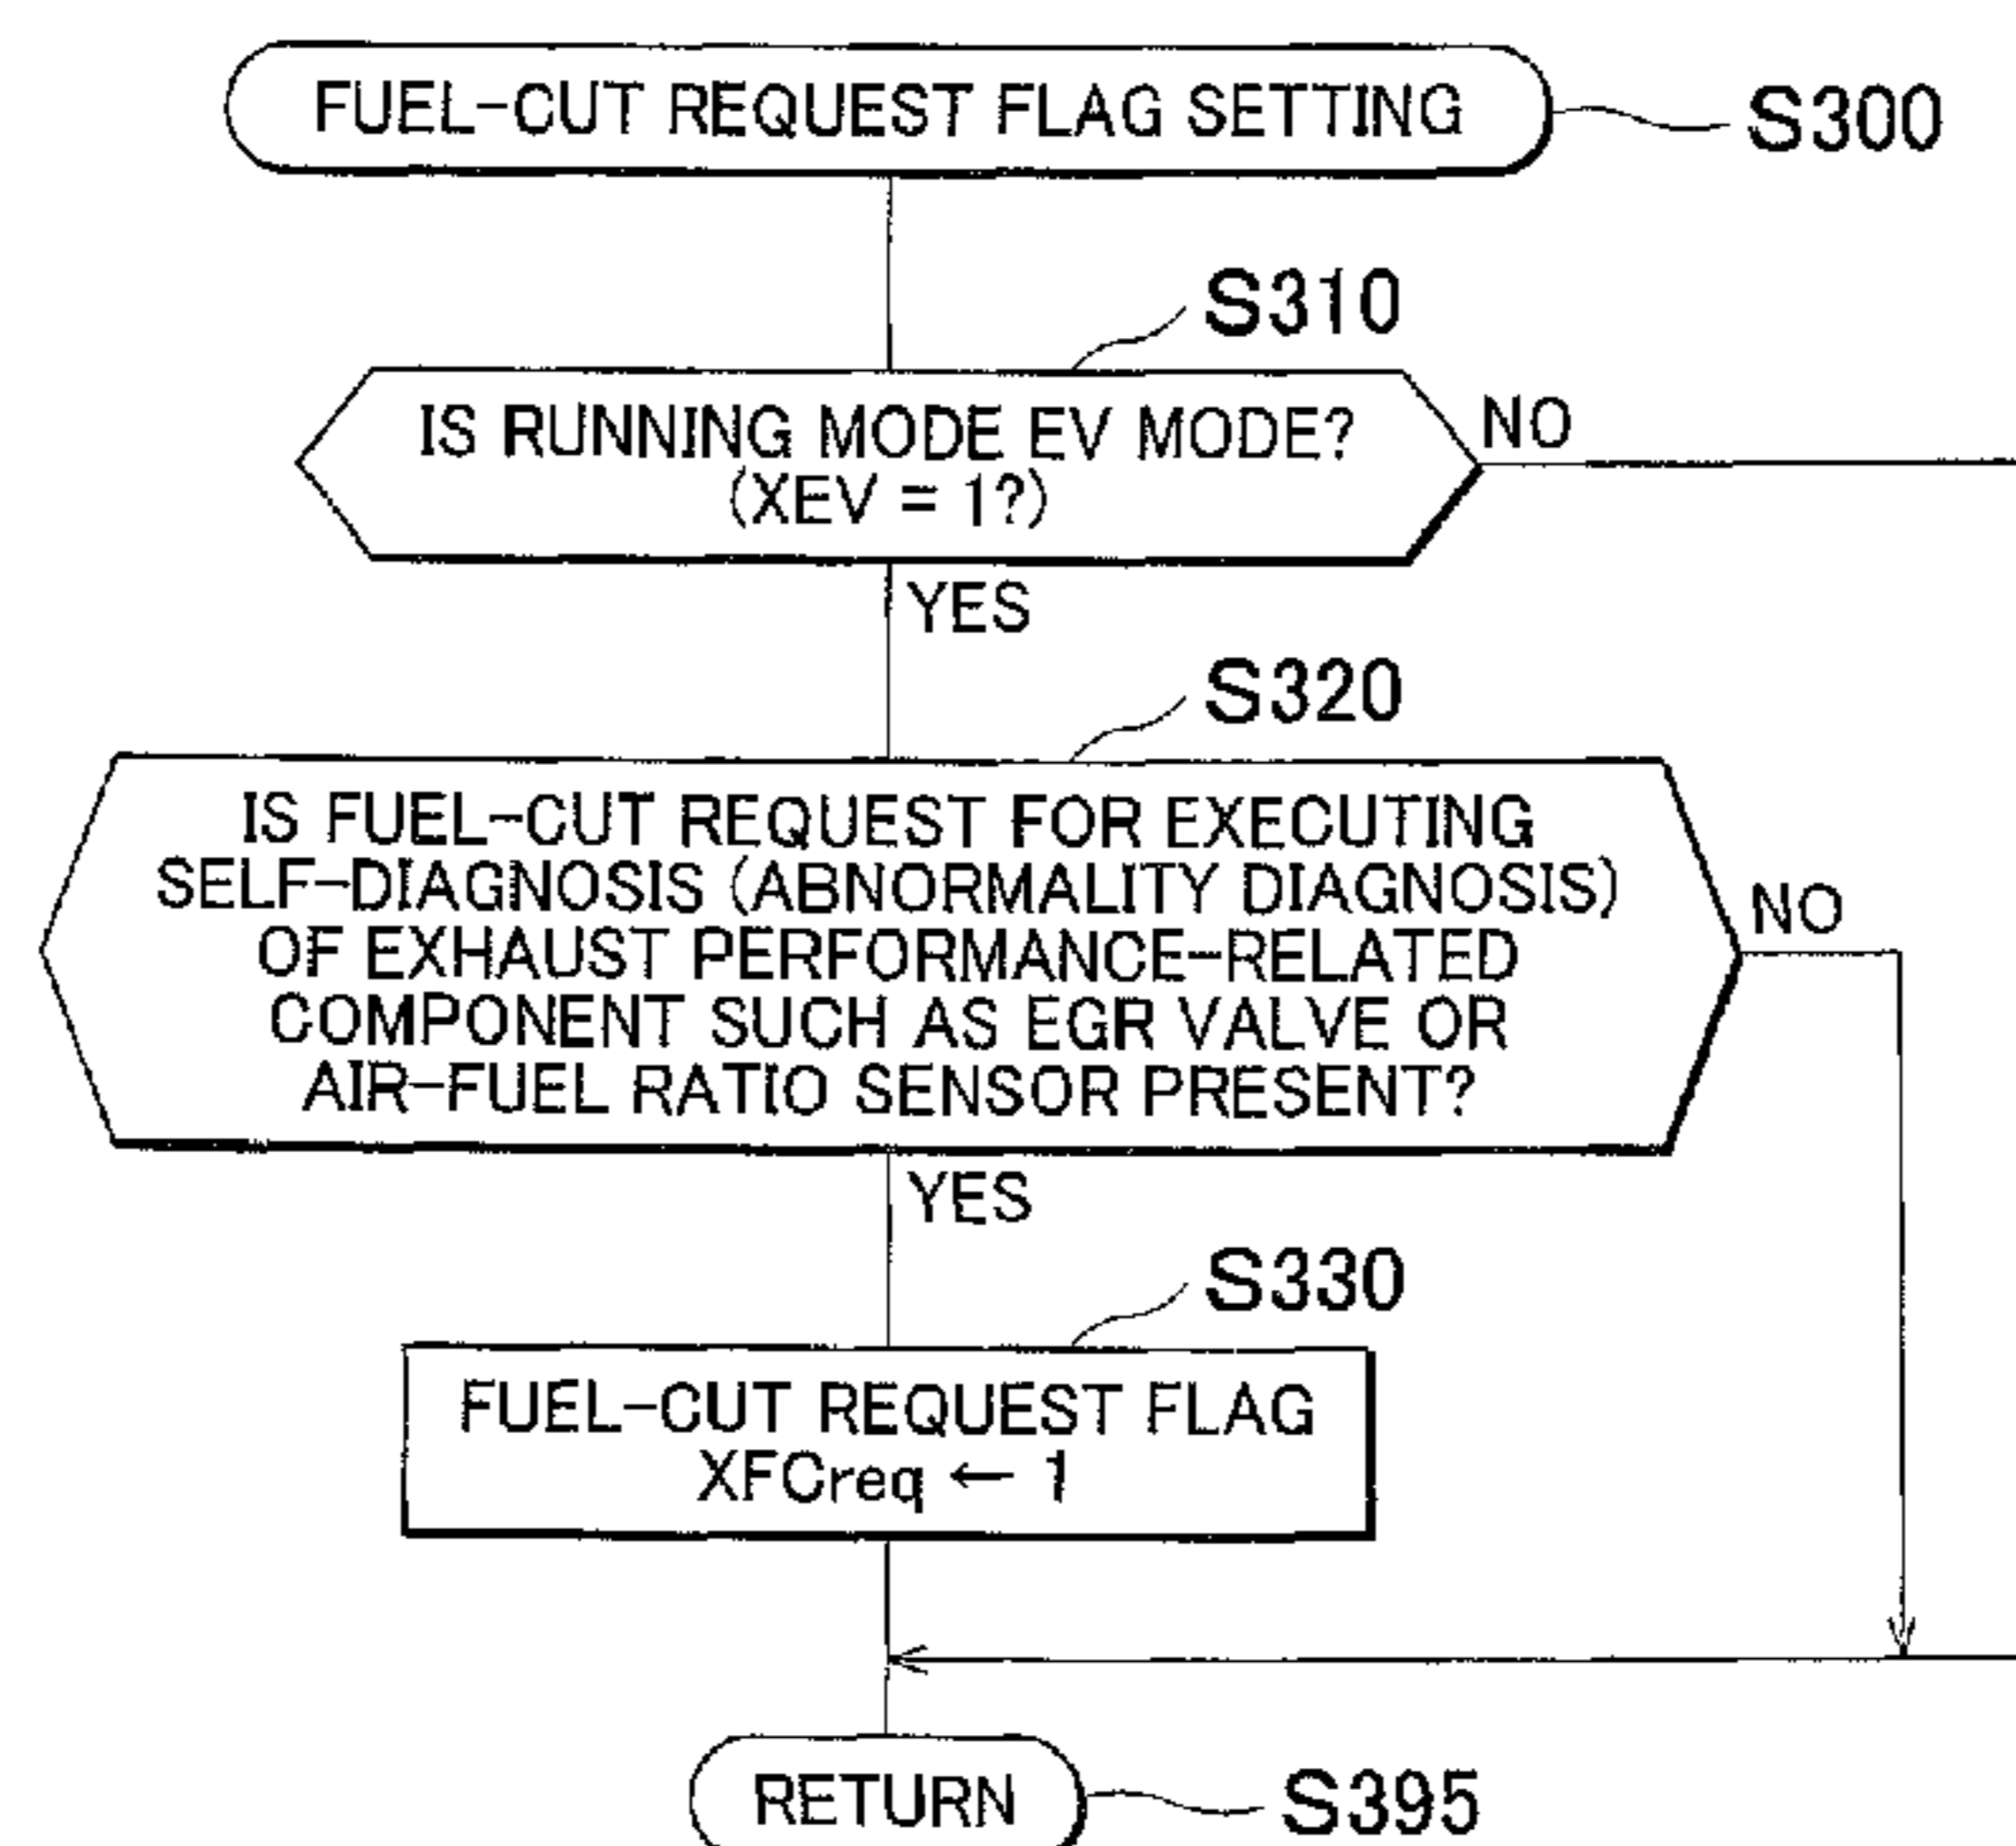 FUEL-CUT REQUEST FLAG SETTING
S300
S310
IS RUNNING MODE EV MODE?
(XEV = 1?)
NO
YES
S320
IS FUEL-CUT REQUEST FOR EXECUTING
SELF-DIAGNOSIS (ABNORMALITY DIAGNOSIS)
OF EXHAUST PERFORMANCE-RELATED
COMPONENT SUCH AS EGR VALVE OR
AIR-FUEL RATIO SENSOR PRESENT?
NO
YES
S330
FUEL-CUT REQUEST FLAG
XFCreq ← 1
RETURN
S395